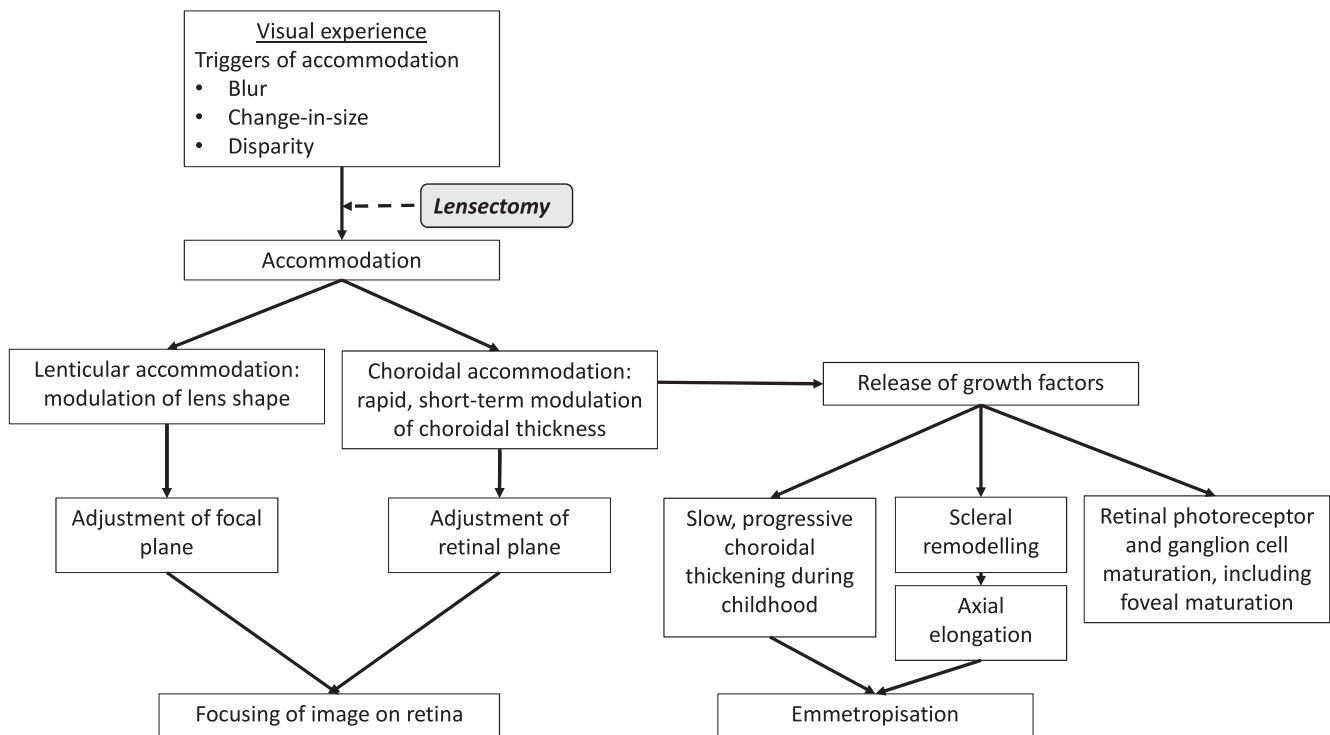 Visual experience
Triggers of accommodation
• Blur
• Change-in-size
• Disparity
Lensectomy
Accommodation
Lenticular accommodation:
modulation of lens shape
Choroidal accommodation:
rapid, short-term modulation
of choroidal thickness
Release of growth factors
Adjustment of focal
plane
Adjustment of
retinal plane
Slow, progressive
choroidal
thickening during
childhood
Scleral
remodelling
Axial
elongation
Retinal photoreceptor
and ganglion cell
maturation, including
foveal maturation
Focusing of image on retina
Emmetropisation